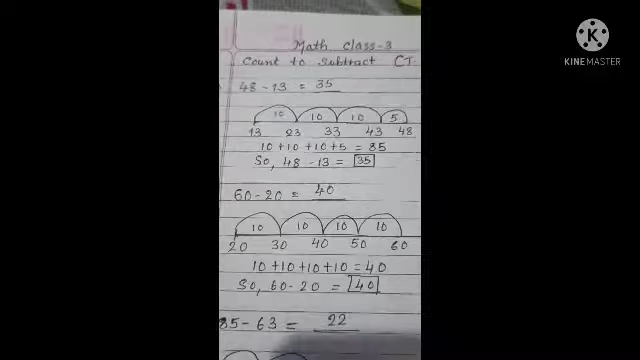 KINEMASTER
Math Class-3
Count to Subtract CT
48-13 = 35
10 10 10 5
13 23 33 43 48
10+10+10+5 = 35
So, 48-13 = 35
60-20 = 40
10 10 10 10
20 30 40 50 60
10+10+10+10 = 40
So, 60-20 = 40
85-63 = 22